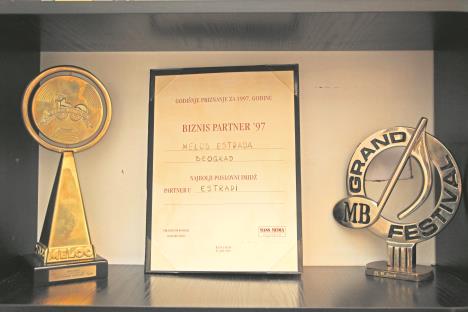 MELOS
GODIŠNJE PRIZNANJE ZA 1997. GODINU
BIZNIS PARTNER '97
MELOS ESTRADA
BEOGRAD
NAJBOLJE POSLOVNI IMIDŽ
PARTNER U ESTRADI
MASS MEDIA
GRAND
MB
FESTIVAL